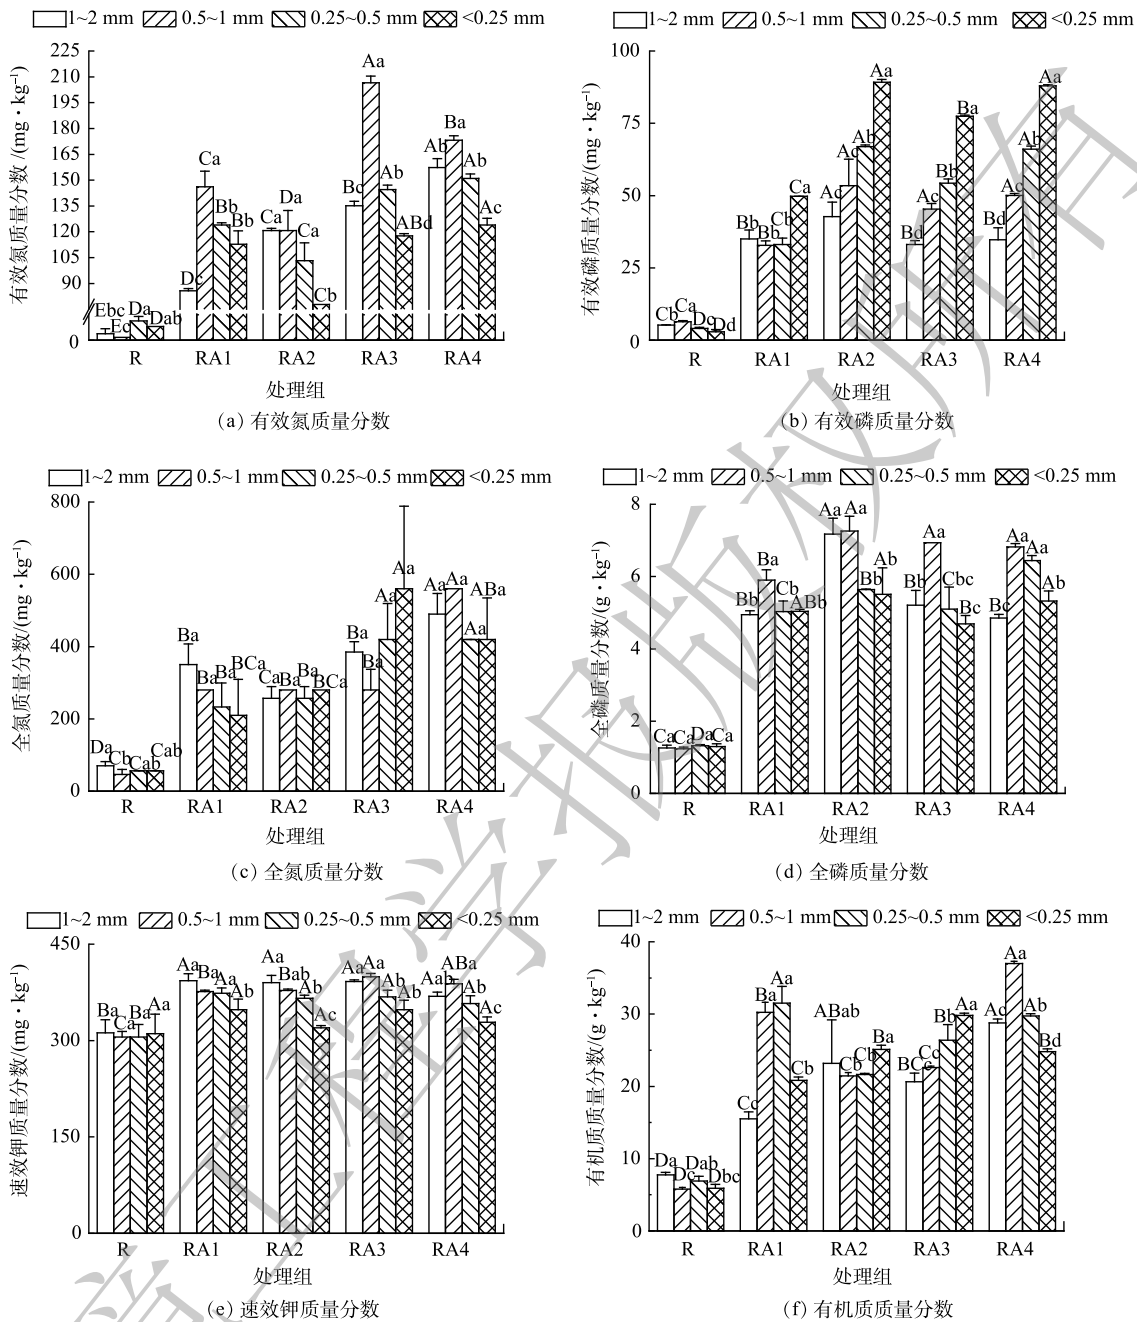 1~2 mm 0.5~1 mm 0.25~0.5 mm <0.25 mm
有效氮质量分数/(mg·kg⁻¹)
225
210
195
180
165
150
135
120
105
90
0
Ebc Ec Da Dab
Dc Ca Bb Bb
Ca Da Ca Cb
Bc Aa Ab ABd
Ab Ba Ab Ac
R RA1 RA2 RA3 RA4
处理组
(a) 有效氮质量分数
1~2 mm 0.5~1 mm 0.25~0.5 mm <0.25 mm
有效磷质量分数/(mg·kg⁻¹)
100
75
50
25
0
Cb Ca Dc Dd
Bb Bb Cb Ca
Ac Ac Ab Aa
Bd Ac Bb Ba
Bd Ac Ab Aa
R RA1 RA2 RA3 RA4
处理组
(b) 有效磷质量分数
1~2 mm 0.5~1 mm 0.25~0.5 mm <0.25 mm
全氮质量分数/(mg·kg⁻¹)
800
600
400
200
0
Da Cb Cab Cab
Ba Ba Ba BCa
Ca Ba Ba BCa
Ba Ba Aa Aa
Aa Aa Aa ABa
R RA1 RA2 RA3 RA4
处理组
(c) 全氮质量分数
1~2 mm 0.5~1 mm 0.25~0.5 mm <0.25 mm
全磷质量分数/(g·kg⁻¹)
8
6
4
2
0
Ca Ca Da Ca
Bb Ba Cb ABb
Aa Aa Bb Ab
Bb Aa Cbc Bc
Bc Aa Aa Ab
R RA1 RA2 RA3 RA4
处理组
(d) 全磷质量分数
1~2 mm 0.5~1 mm 0.25~0.5 mm <0.25 mm
速效钾质量分数/(mg·kg⁻¹)
450
300
150
0
Ba Ca Ba Aa
Aa Ba Aa Ab
Aa Bab Ab Ac
Aa Aa Ab Ab
Aab ABa Ab Ac
R RA1 RA2 RA3 RA4
处理组
(e) 速效钾质量分数
1~2 mm 0.5~1 mm 0.25~0.5 mm <0.25 mm
有机质质量分数/(g·kg⁻¹)
40
30
20
10
0
Da Dc Dab Dbc
Cc Ba Aa Cb
ABab Cb Cb Ba
BCc Cc Bb Aa
Ac Aa Ab Bd
R RA1 RA2 RA3 RA4
处理组
(f) 有机质质量分数
工程学报版权所有